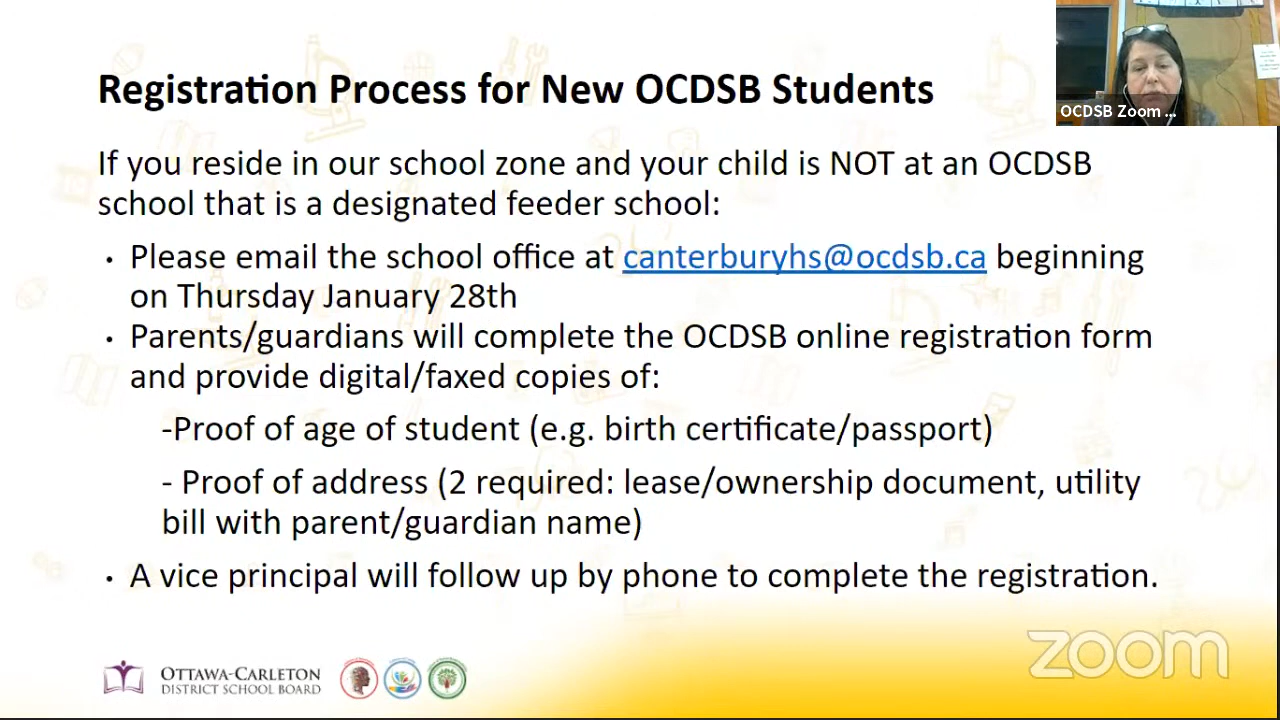 Registration Process for New OCDSB Students
OCDSB Zoom ...
If you reside in our school zone and your child is NOT at an OCDSB
school that is a designated feeder school:
• Please email the school office at canterburyhs@ocdsb.ca beginning
on Thursday January 28th
• Parents/guardians will complete the OCDSB online registration form
and provide digital/faxed copies of:
-Proof of age of student (e.g. birth certificate/passport)
- Proof of address (2 required: lease/ownership document, utility
bill with parent/guardian name)
• A vice principal will follow up by phone to complete the registration.
OTTAWA-CARLETON
DISTRICT SCHOOL BOARD
zoom